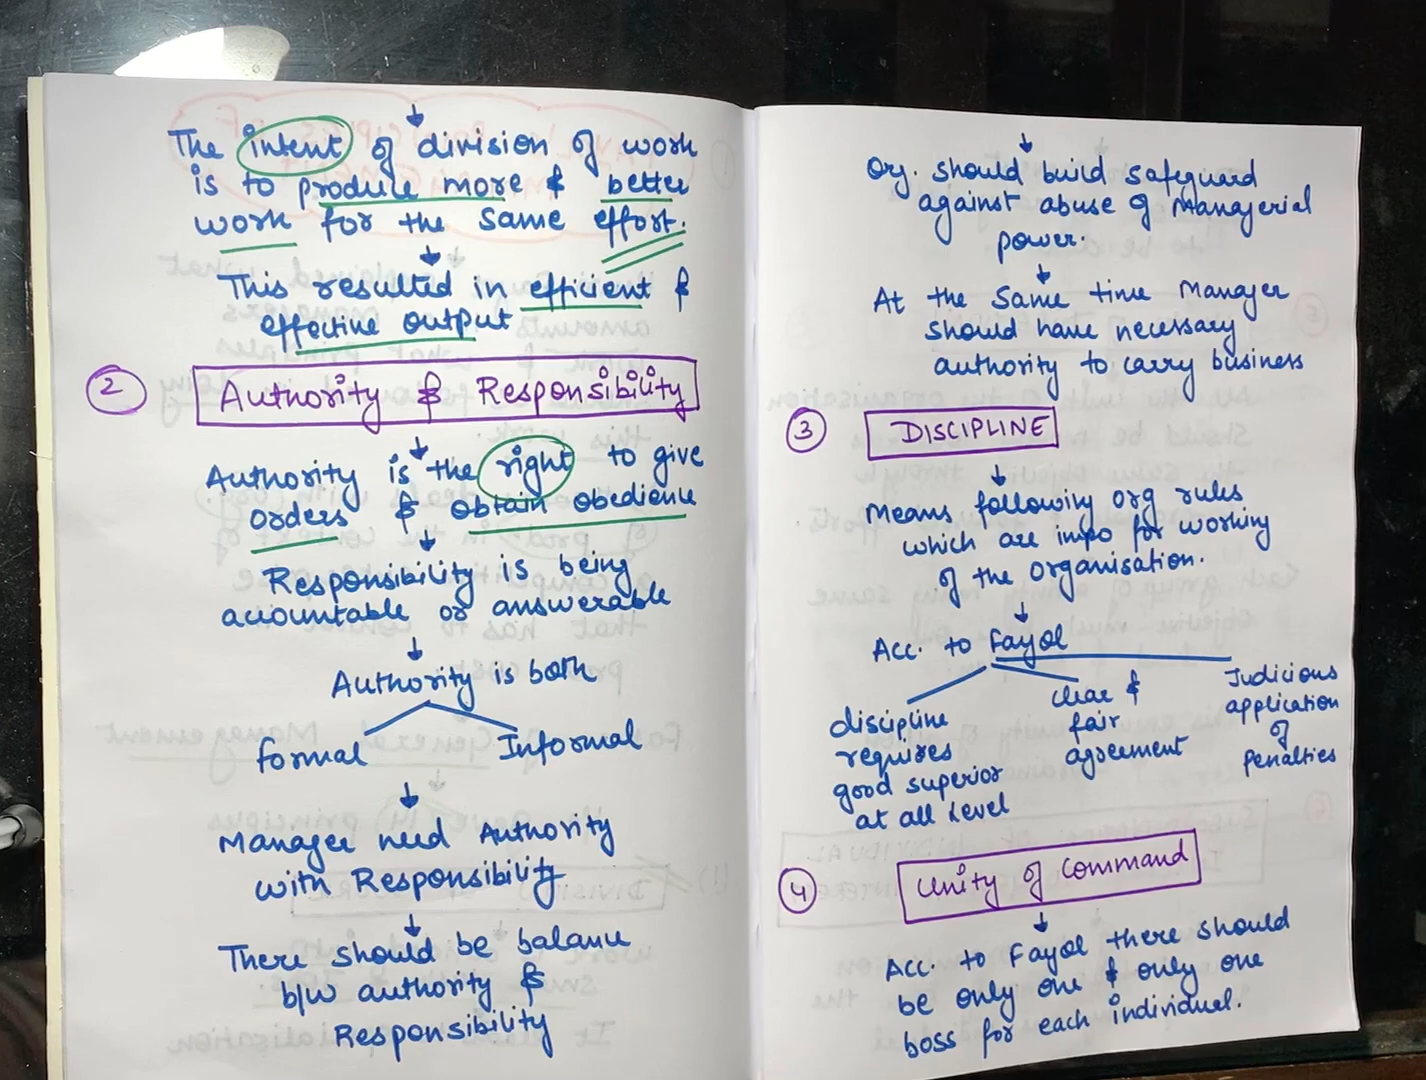 The intent of division of work
is to produce more & better
work for the same effort.
This resulted in efficient &
effective output
2 Authority & Responsibility
Authority is the right to give
orders & obtain obedience
Responsibility is being
accountable or answerable
Authority is both
formal Informal
Manager need Authority
with Responsibility
There should be balance
b/w authority &
Responsibility
Org. should build safeguard
against abuse of Managerial
power.
At the same time Manager
should have necessary
authority to carry business
3 DISCIPLINE
Means following org rules
which are impo for working
of the organisation.
Acc. to Fayol
discipline
requires
good superior
at all level
clear &
fair
agreement
Judicious
application
of
penalties
4 Unity of Command
Acc. to Fayol there should
be only one & only one
boss for each individual.